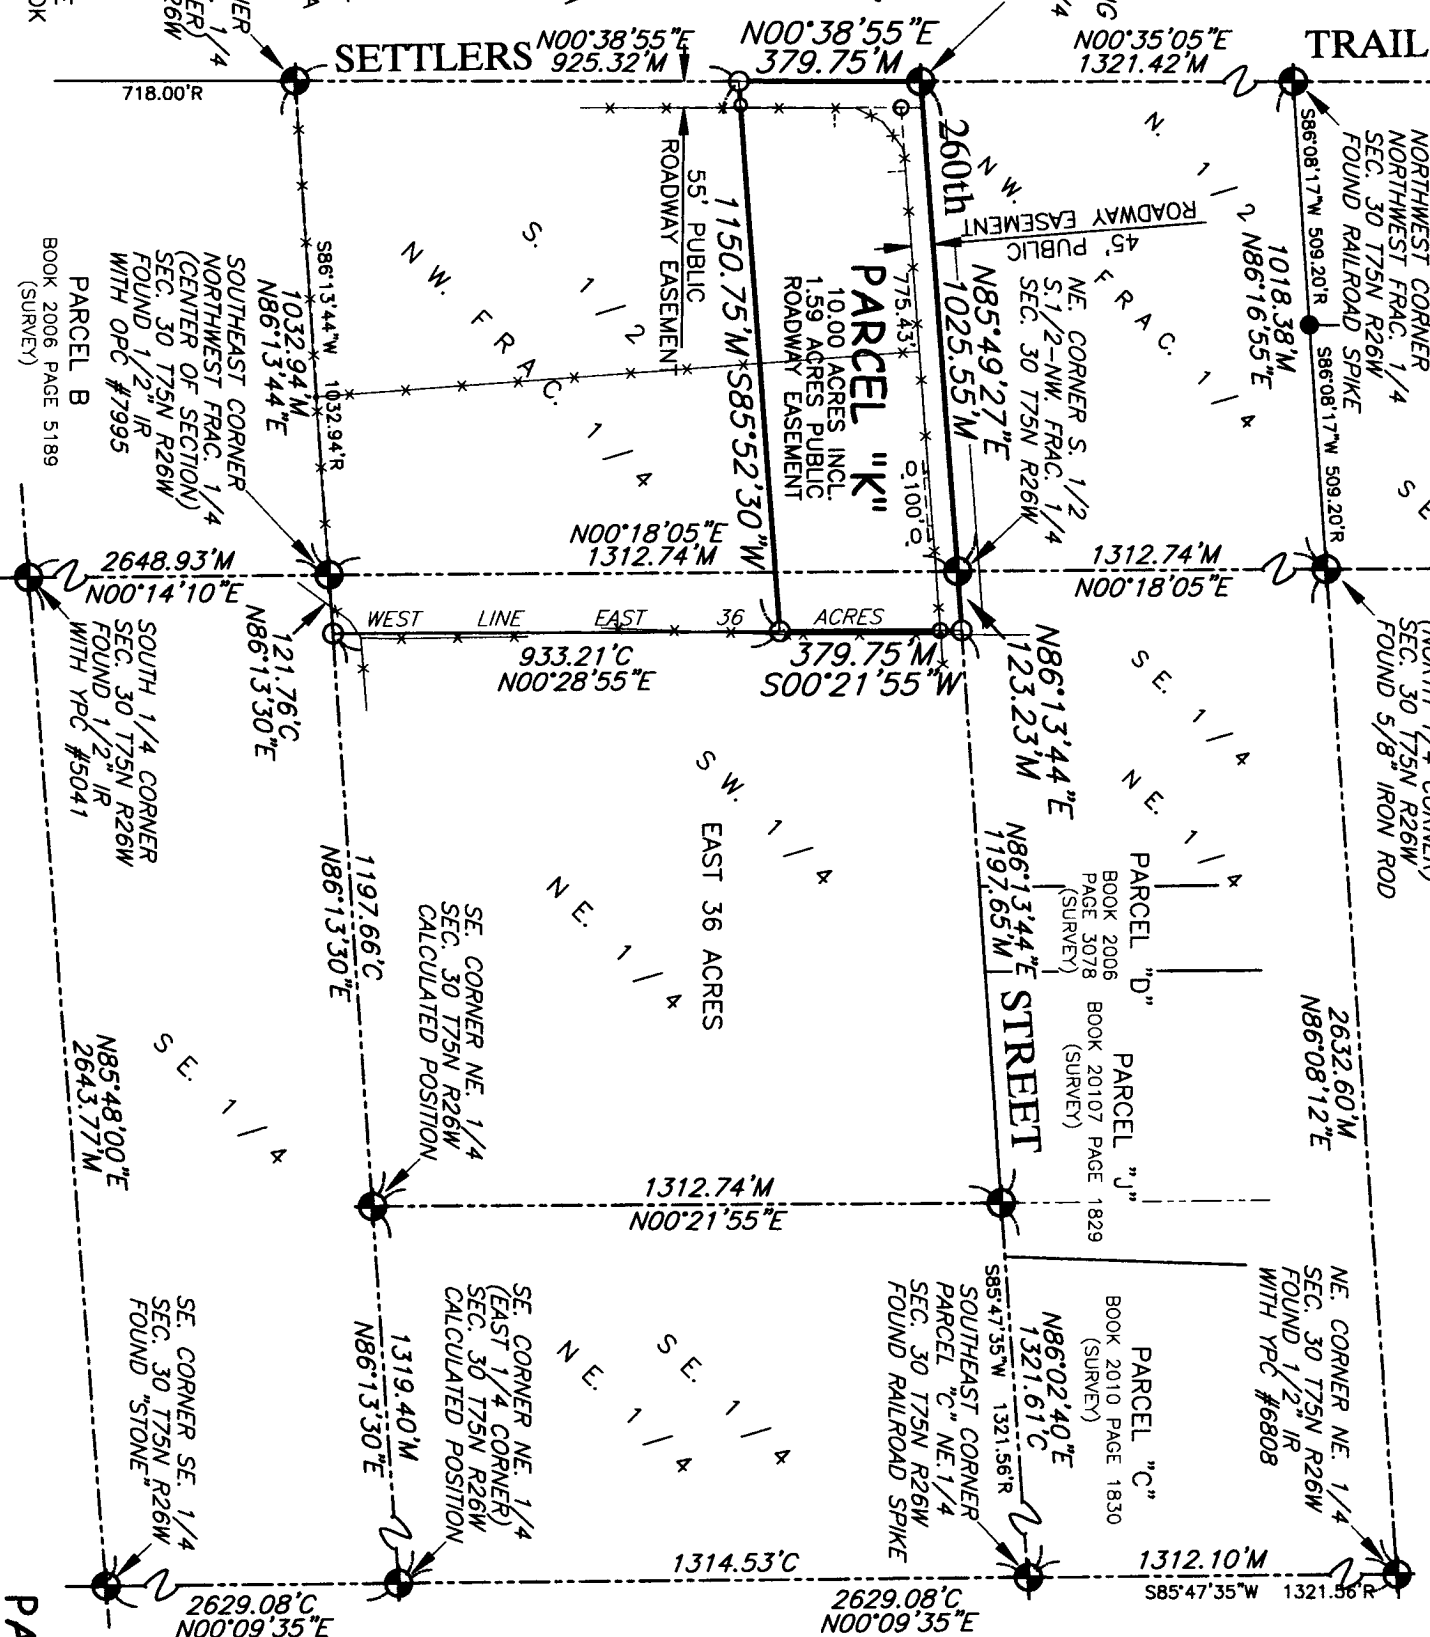 SETTLERS
TRAIL
N00°38'55"E
925.32'M
N00°38'55"E
379.75'M
N00°35'05"E
1321.42'M
718.00'R
NORTHWEST CORNER
NORTHWEST FRAC. 1/4
SEC. 30 T75N R26W
FOUND RAILROAD SPIKE
S86°08'17"W 509.20'R
S86°08'17"W 509.20'R
1018.38'M
N86°16'55"E
N. 1/2
NW. FRAC. 1/4
260th
STREET
45' PUBLIC
ROADWAY EASEMENT
55' PUBLIC
ROADWAY EASEMENT
N85°49'27"E
1025.55'M
775.43'
100'
NE. CORNER S. 1/2
S.1/2-NW. FRAC. 1/4
SEC. 30 T75N R26W
PARCEL "K"
10.00 ACRES INCL.
1.59 ACRES PUBLIC
ROADWAY EASEMENT
1150.75'M
S85°52'30"W
S. 1/2
NW. FRAC. 1/4
S86°13'44"W 1032.94'R
1032.94'M
N86°13'44"E
SOUTHEAST CORNER
NORTHWEST FRAC. 1/4
(CENTER OF SECTION)
SEC. 30 T75N R26W
FOUND 1/2" IR
WITH OPC #7995
PARCEL B
BOOK 2006 PAGE 5189
(SURVEY)
2648.93'M
N00°14'10"E
N00°18'05"E
1312.74'M
1312.74'M
N00°18'05"E
SEC. 30 T75N R26W
FOUND 5/8" IRON ROD
WEST LINE EAST 36 ACRES
933.21'C
N00°28'55"E
379.75'M
S00°21'55"W
121.76'C
N86°13'30"E
N86°13'44"E
123.23'M
SOUTH 1/4 CORNER
SEC. 30 T75N R26W
FOUND 1/2" IR
WITH YPC #5041
SE. 1/4
NE. 1/4
SW. 1/4
NE. 1/4
EAST 36 ACRES
N86°13'44"E
1197.65'M
PARCEL "D"
BOOK 2006
PAGE 3078
(SURVEY)
PARCEL "J"
BOOK 20107 PAGE 1829
(SURVEY)
2632.60'M
N86°08'12"E
1197.66'C
N86°13'30"E
SE. CORNER NE. 1/4
SEC. 30 T75N R26W
CALCULATED POSITION
SE. 1/4
N85°48'00"E
2643.77'M
1312.74'M
N00°21'55"E
SE. 1/4
NE. 1/4
PARCEL "C"
BOOK 2010 PAGE 1830
(SURVEY)
N86°02'40"E
1321.61'C
S85°47'35"W 1321.56'R
SOUTHEAST CORNER
PARCEL "C" NE.1/4
SEC. 30 T75N R26W
FOUND RAILROAD SPIKE
NE. CORNER NE. 1/4
SEC. 30 T75N R26W
FOUND 1/2" IR
WITH YPC #6808
SE. CORNER NE. 1/4
(EAST 1/4 CORNER)
SEC. 30 T75N R26W
CALCULATED POSITION
1319.40'M
N86°13'30"E
SE. CORNER SE. 1/4
SEC. 30 T75N R26W
FOUND "STONE"
2629.08'C
N00°09'35"E
1314.53'C
2629.08'C
N00°09'35"E
1312.10'M
S85°47'35"W 1321.56'R